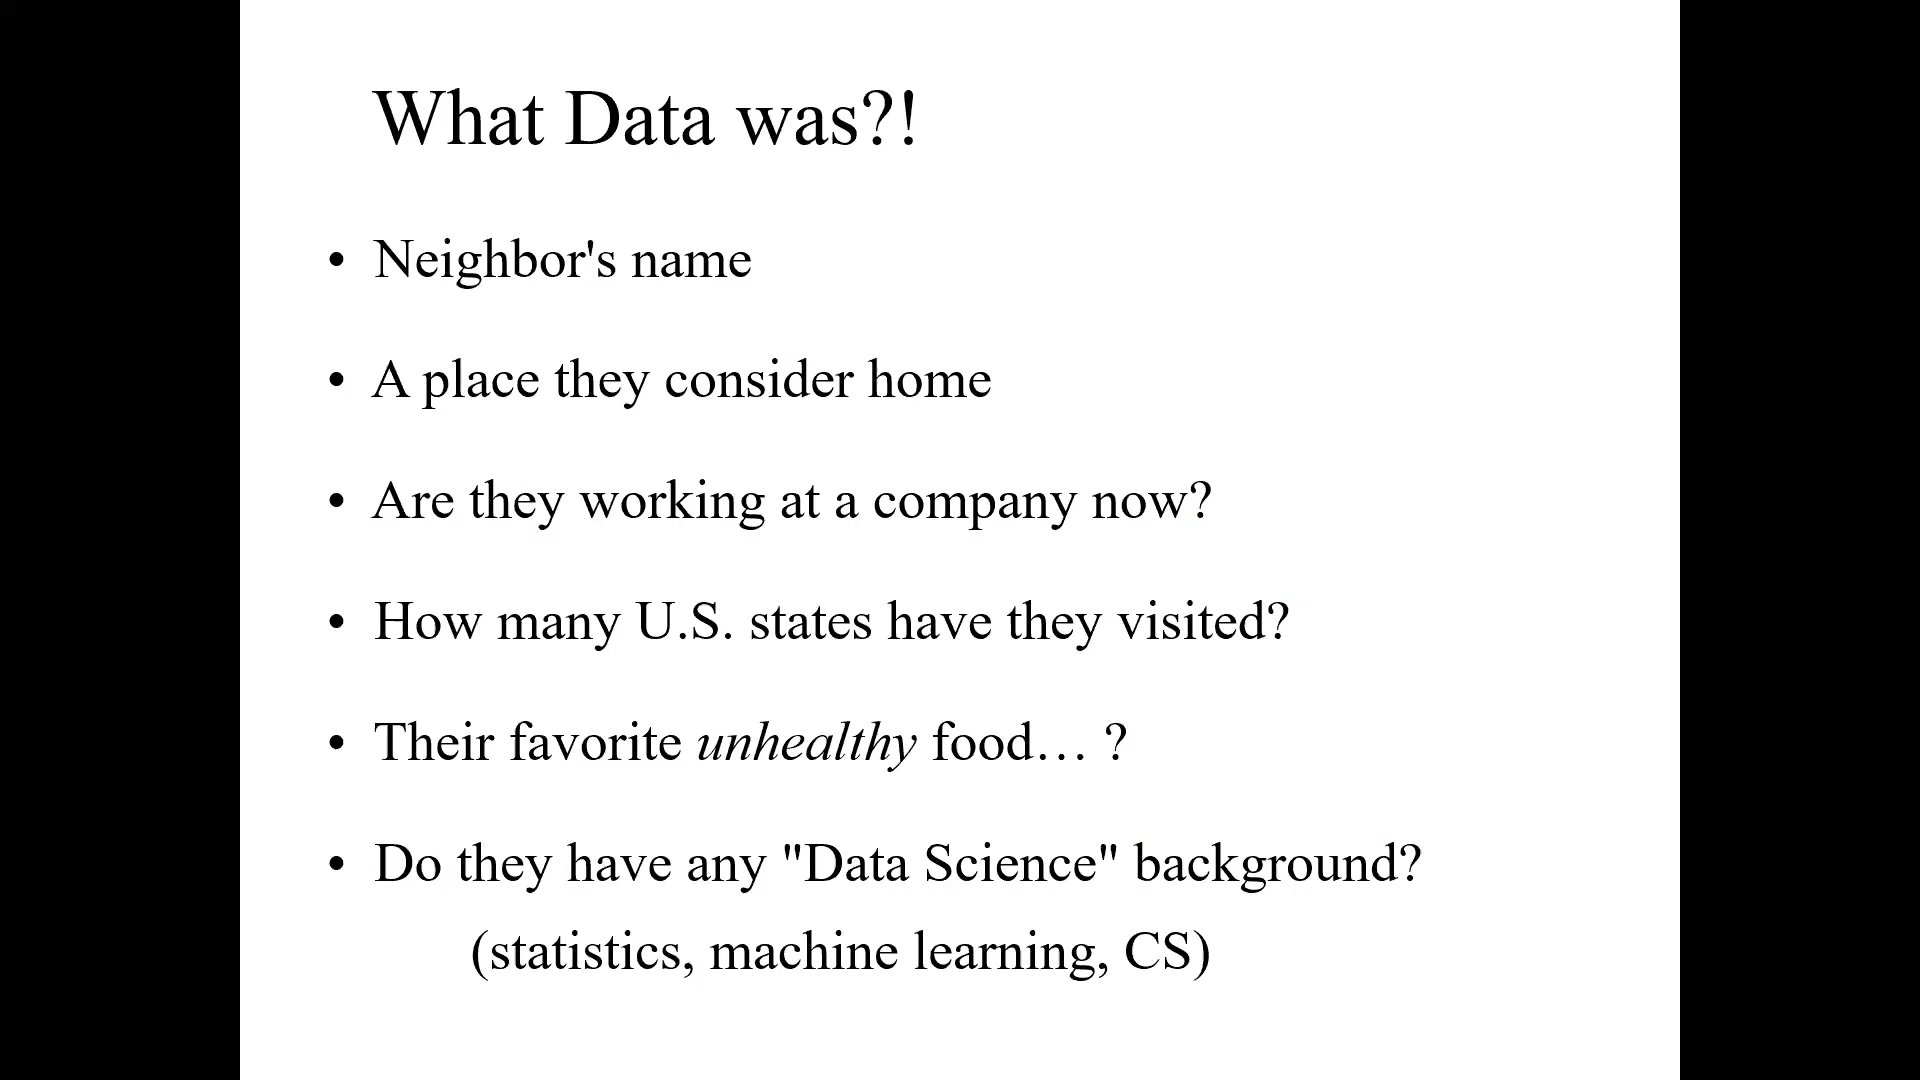 What Data was?!
• Neighbor's name
• A place they consider home
• Are they working at a company now?
• How many U.S. states have they visited?
• Their favorite unhealthy food… ?
• Do they have any "Data Science" background?
(statistics, machine learning, CS)